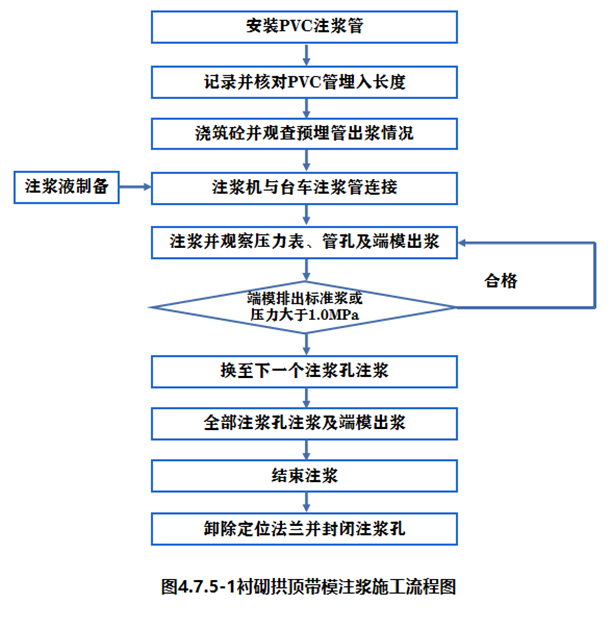 安装PVC注浆管
记录并核对PVC管埋入长度
浇筑砼并观查预埋管出浆情况
注浆液制备
注浆机与台车注浆管连接
注浆并观察压力表、管孔及端模出浆
合格
端模排出标准浆或
压力大于1.0MPa
换至下一个注浆孔注浆
全部注浆孔注浆及端模出浆
结束注浆
卸除定位法兰并封闭注浆孔
图4.7.5-1衬砌拱顶带模注浆施工流程图